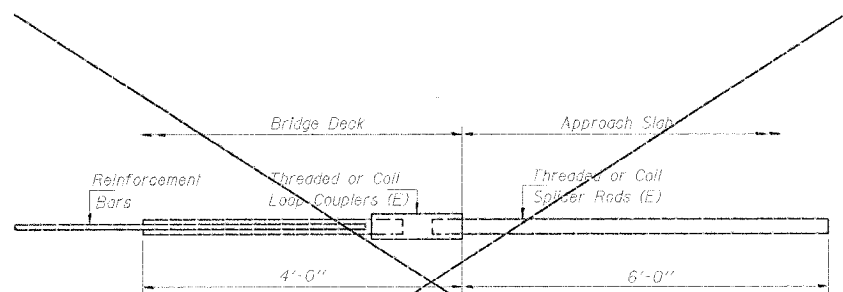 Bridge Deck
Approach Slab
Reinforcement
Bars
Threaded or Coil
Loop Couplers (E)
Threaded or Coil
Splicer Rods (E)
4'-0"
6'-0"